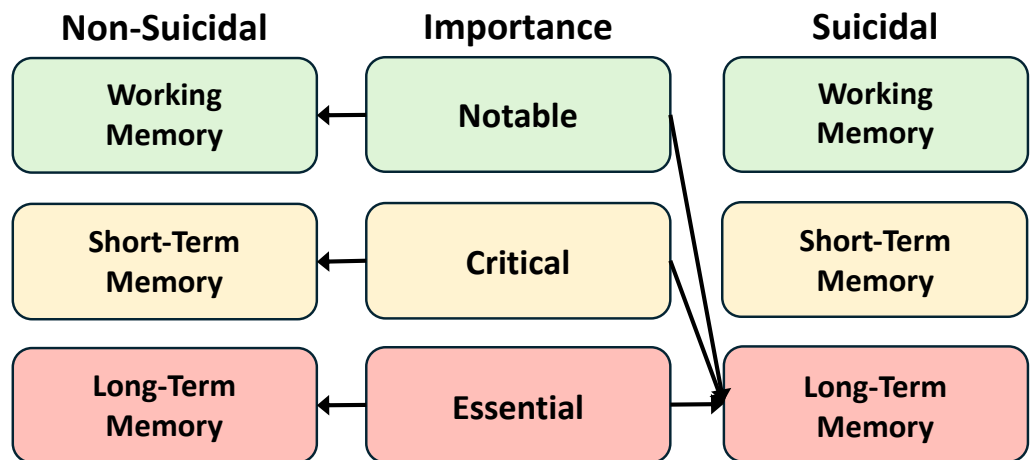 Non-Suicidal
Importance
Suicidal
Working
Memory
Notable
Working
Memory
Short-Term
Memory
Critical
Short-Term
Memory
Long-Term
Memory
Essential
Long-Term
Memory